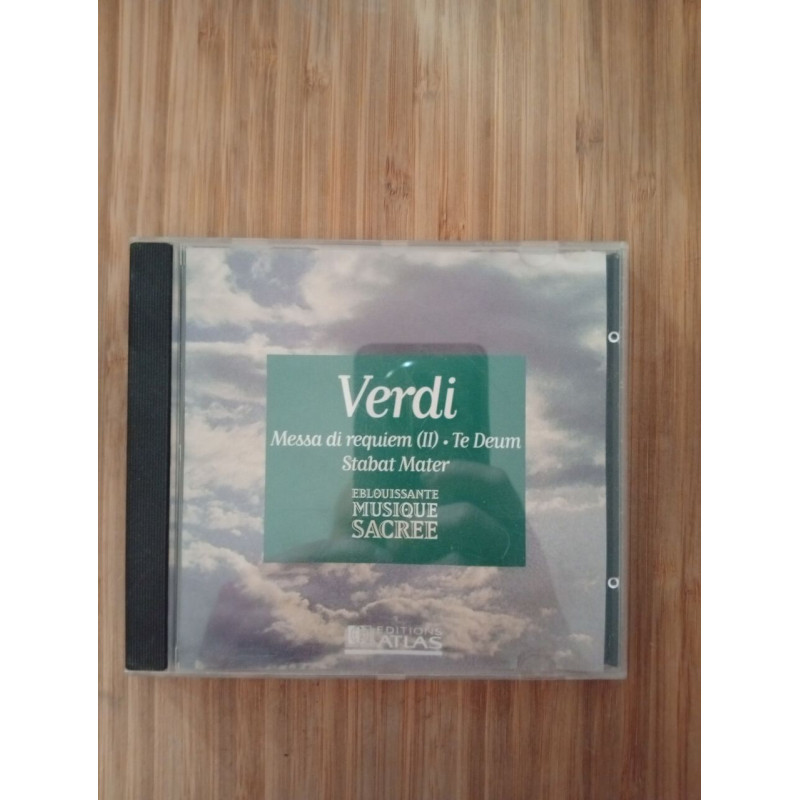 Verdi
Messa di requiem (II) • Te Deum
Stabat Mater
EBLOUISSANTE
MUSIQUE
SACREE
EDITIONS
ATLAS